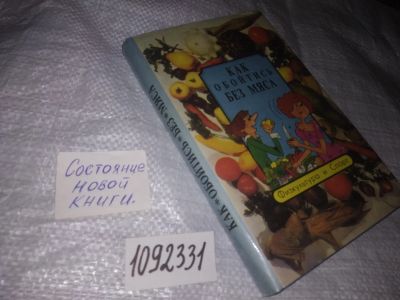 КАК
ОБОЙТИСЬ
БЕЗ МЯСА
Физкультура и Спорт
КАК * ОБОЙТИСЬ * БЕЗ * МЯСА
Состояние
новой
книги.
1092331